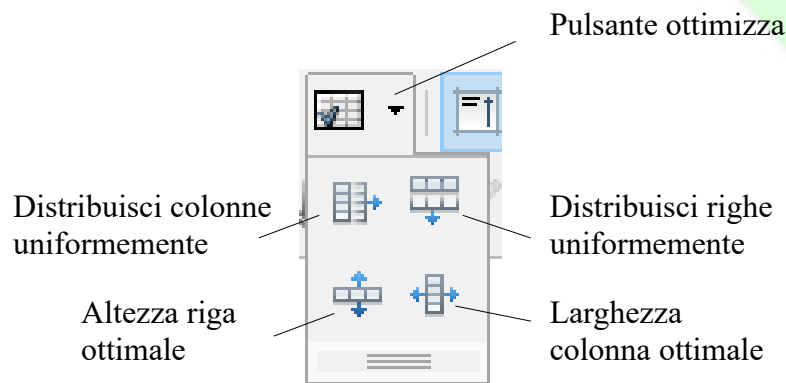 Pulsante ottimizza
Distribuisci colonne
uniformemente
Distribuisci righe
uniformemente
Altezza riga
ottimale
Larghezza
colonna ottimale